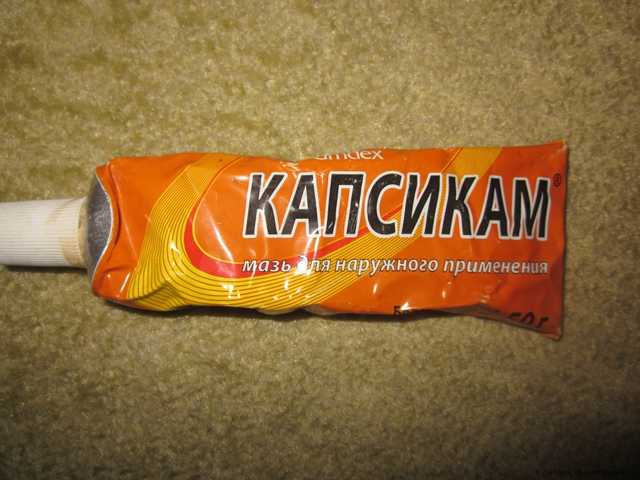 КАПСИКАМ®
мазь для наружного применения